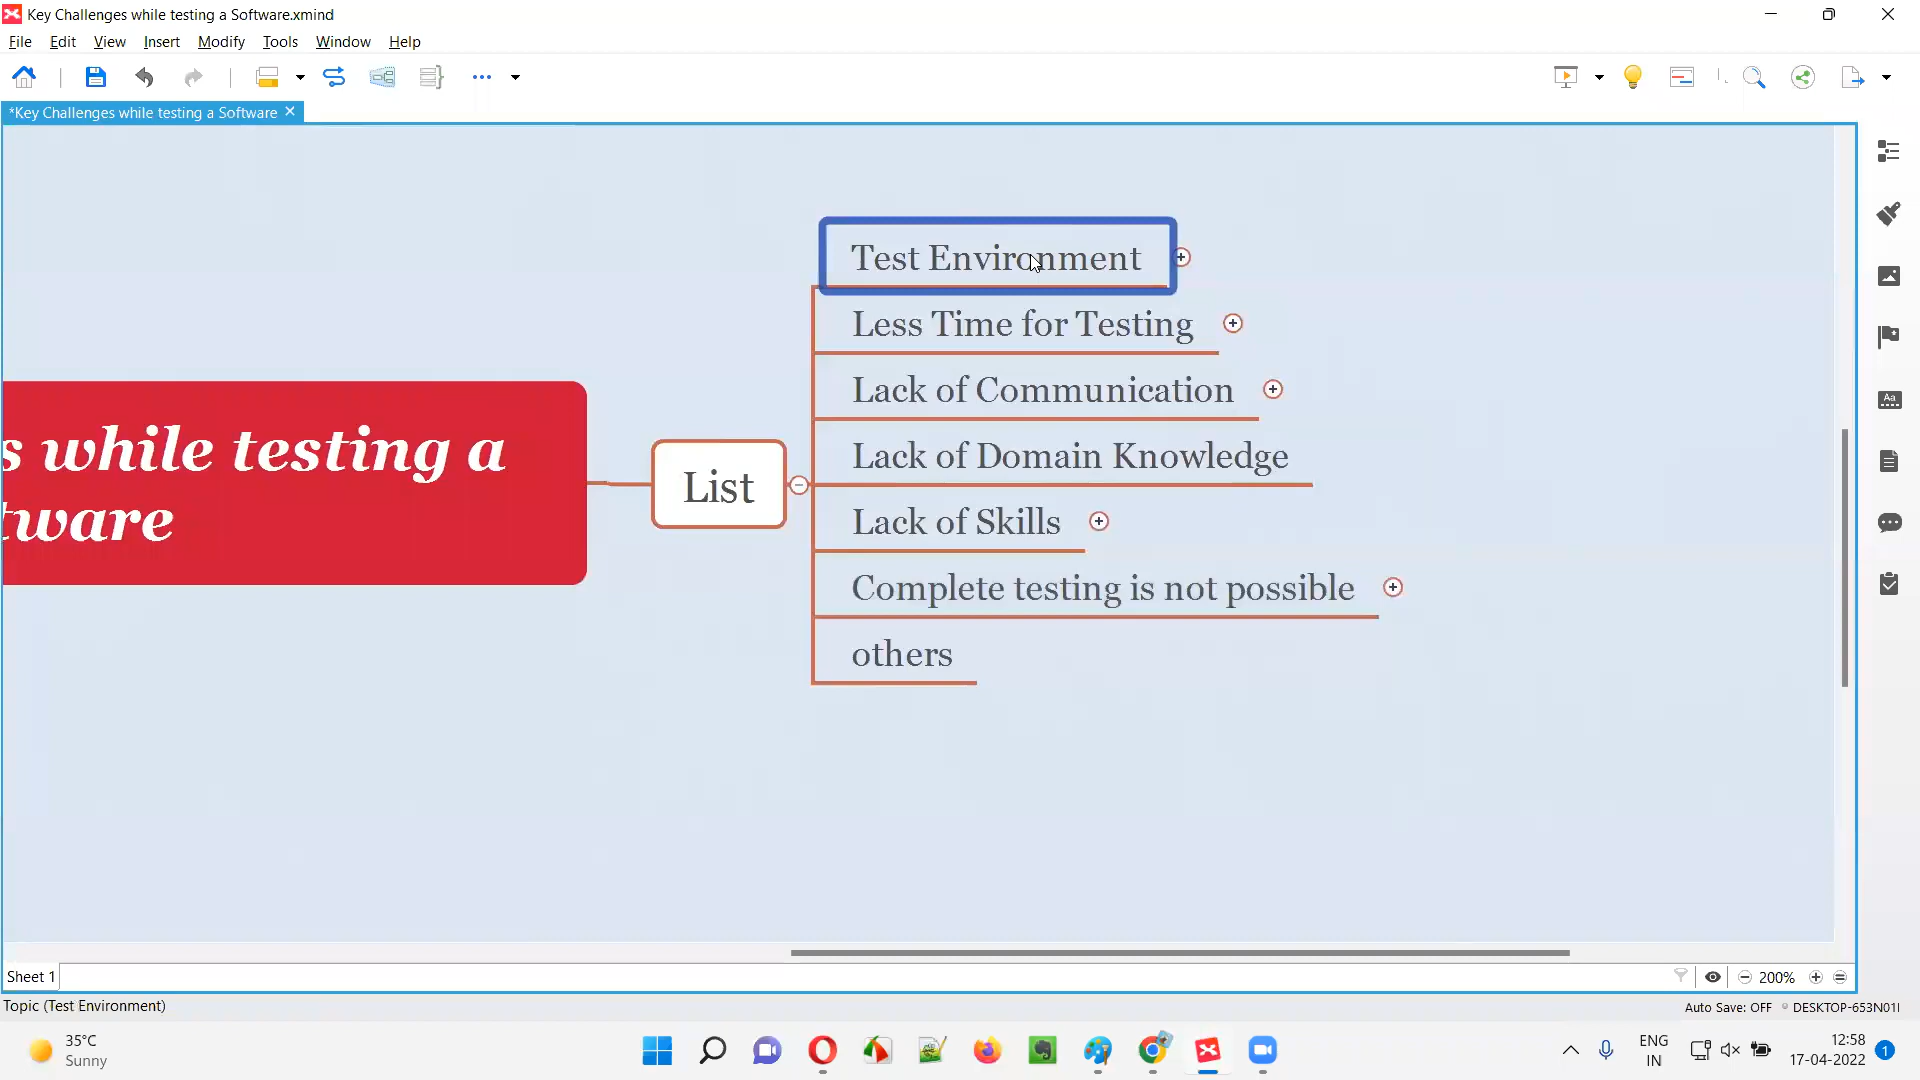 Key Challenges while testing a Software.xmind
File Edit View Insert Modify Tools Window Help
*Key Challenges while testing a Software
Test Environment
Less Time for Testing
Lack of Communication
Lack of Domain Knowledge
Lack of Skills
Complete testing is not possible
others
List
s while testing a
tware
Sheet 1
200%
Topic (Test Environment)
Auto Save: OFF
DESKTOP-653N01I
35°C
Sunny
ENG
IN
12:58
17-04-2022
1
Aa